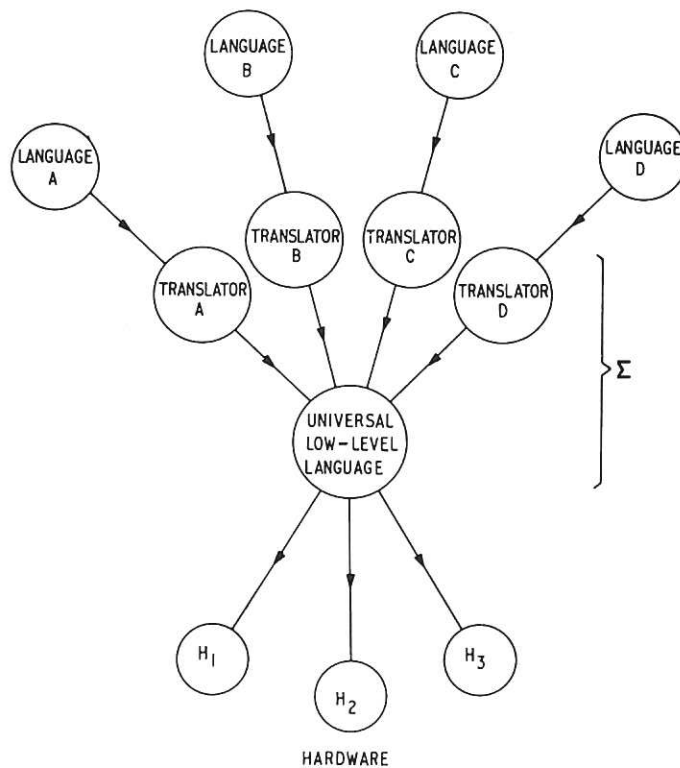 LANGUAGE
B
LANGUAGE
C
LANGUAGE
A
LANGUAGE
D
TRANSLATOR
B
TRANSLATOR
C
TRANSLATOR
A
TRANSLATOR
D
Σ
UNIVERSAL
LOW-LEVEL
LANGUAGE
H1
H2
H3
HARDWARE